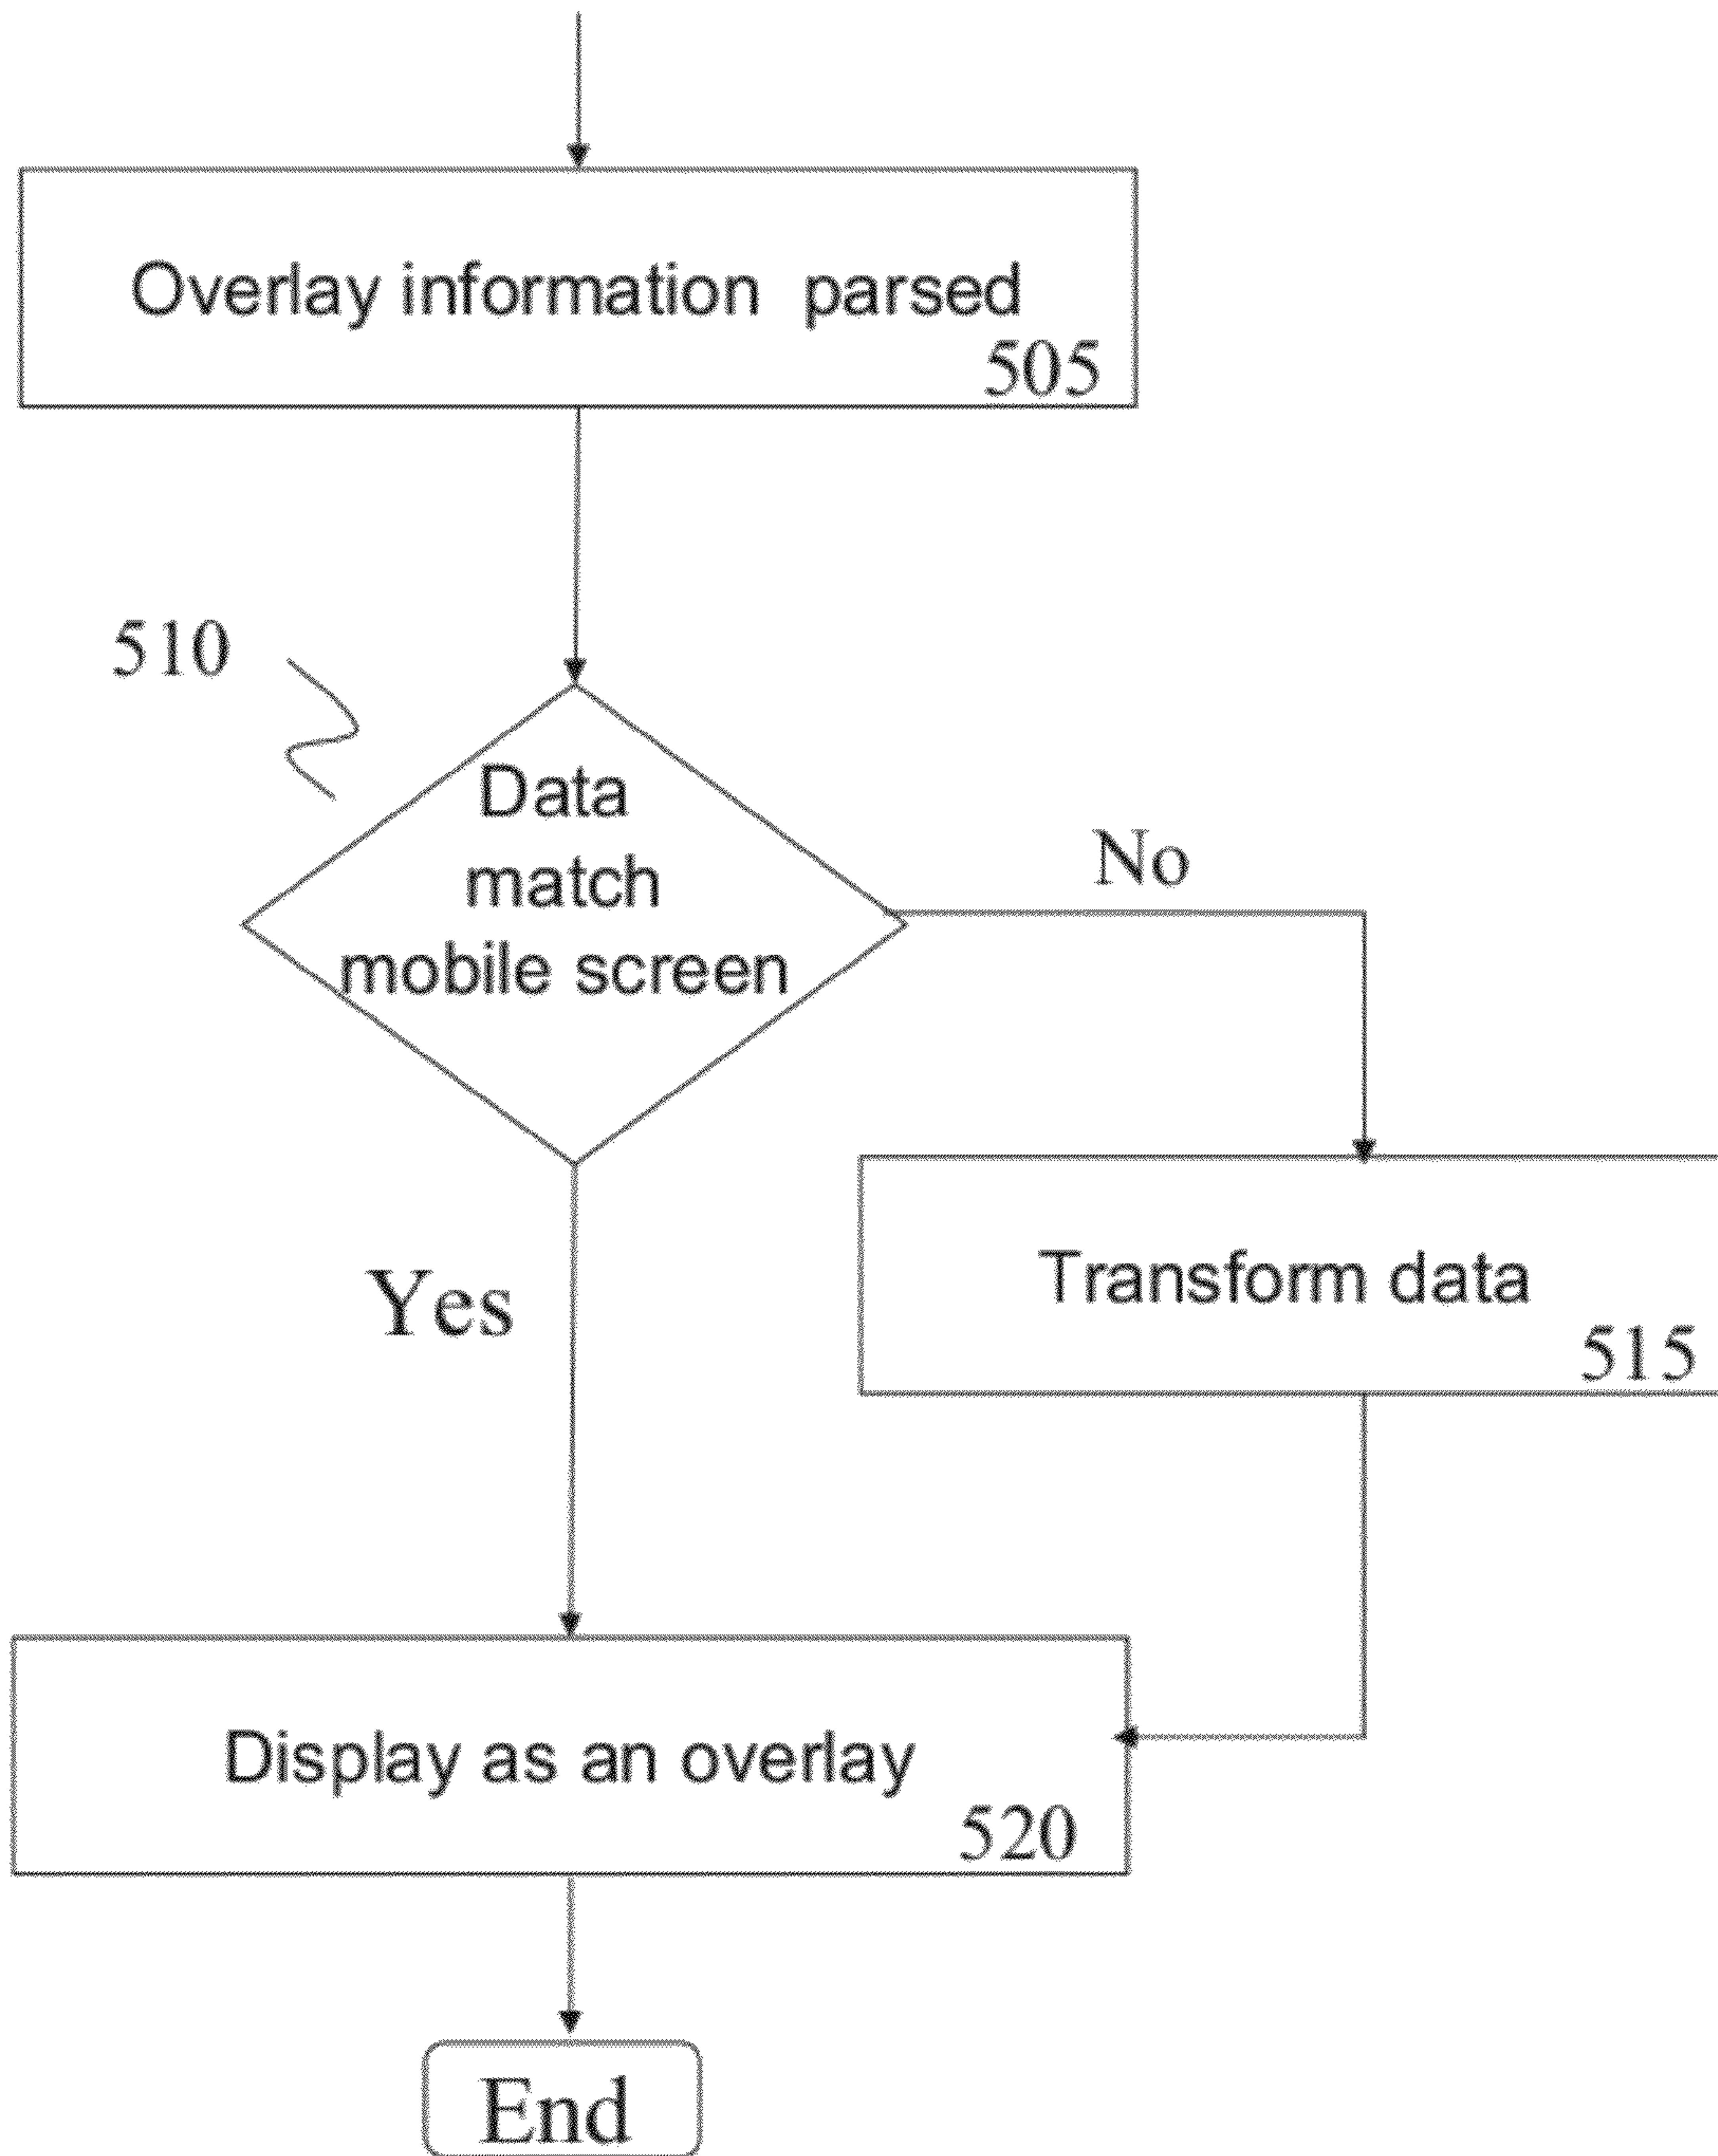 Overlay information parsed
505
510
Data
match
mobile screen
No
Yes
Transform data
515
Display as an overlay
520
End